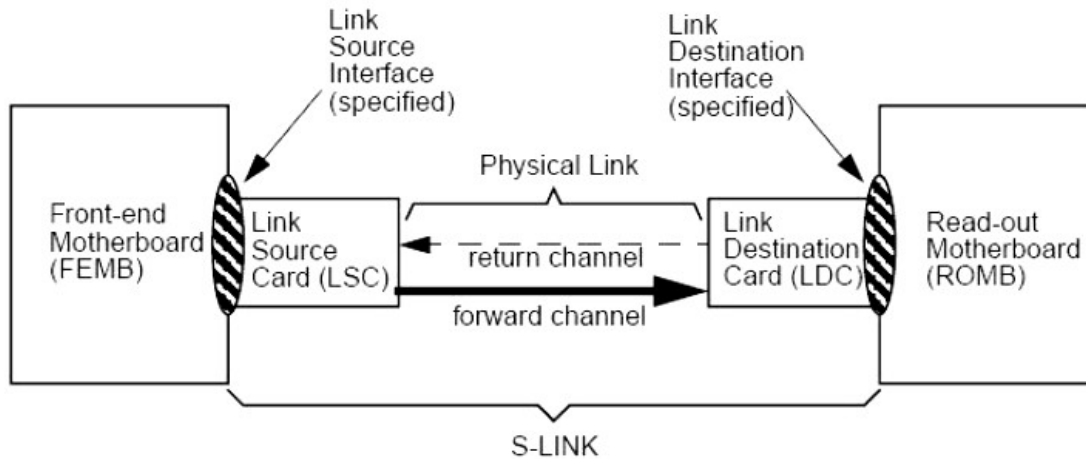 Link
Source
Interface
(specified)
Link
Destination
Interface
(specified)
Physical Link
Front-end
Motherboard
(FEMB)
Link
Source
Card (LSC)
return channel
forward channel
Link
Destination
Card (LDC)
Read-out
Motherboard
(ROMB)
S-LINK